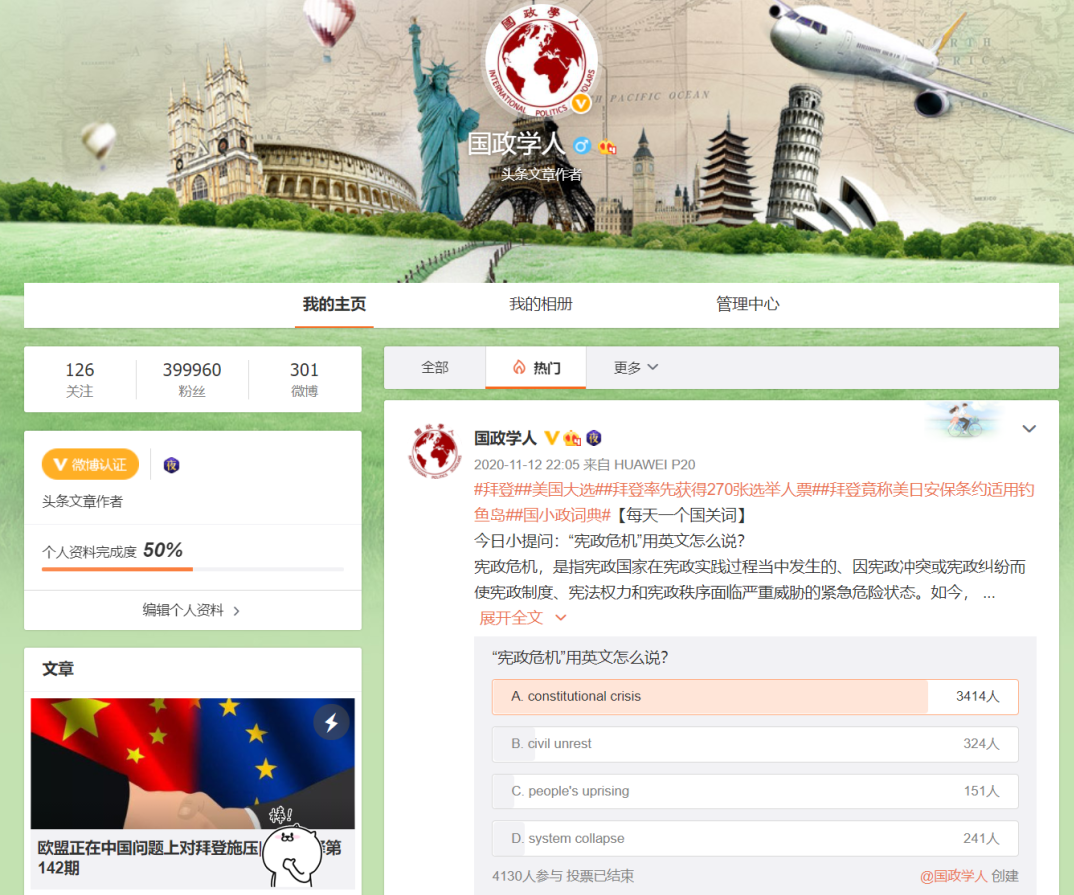 國政學人
INTERNATIONAL POLITICS SCHOLARS
NORTH
PACIFIC OCEAN
CHINA
MEXICO
国政学人
头条文章作者
我的主页
我的相册
管理中心
126
关注
399960
粉丝
301
微博
全部
热门
更多
微博认证
夜
头条文章作者
个人资料完成度 50%
编辑个人资料
文章
棒!
欧盟正在中国问题上对拜登施压
第
142期
国政学人
夜
2020-11-12 22:05 来自 HUAWEI P20
#拜登##美国大选##拜登率先获得270张选举人票##拜登竟称美日安保条约适用钓
鱼岛##国小政词典#【每天一个国关词】
今日小提问：“宪政危机”用英文怎么说?
宪政危机，是指宪政国家在宪政实践过程当中发生的、因宪政冲突或宪政纠纷而
使宪政制度、宪法权力和宪政秩序面临严重威胁的紧急危险状态。如今， ...
展开全文
“宪政危机”用英文怎么说?
A. constitutional crisis 3414人
B. civil unrest 324人
C. people's uprising 151人
D. system collapse 241人
4130人参与 投票已结束
@国政学人 创建